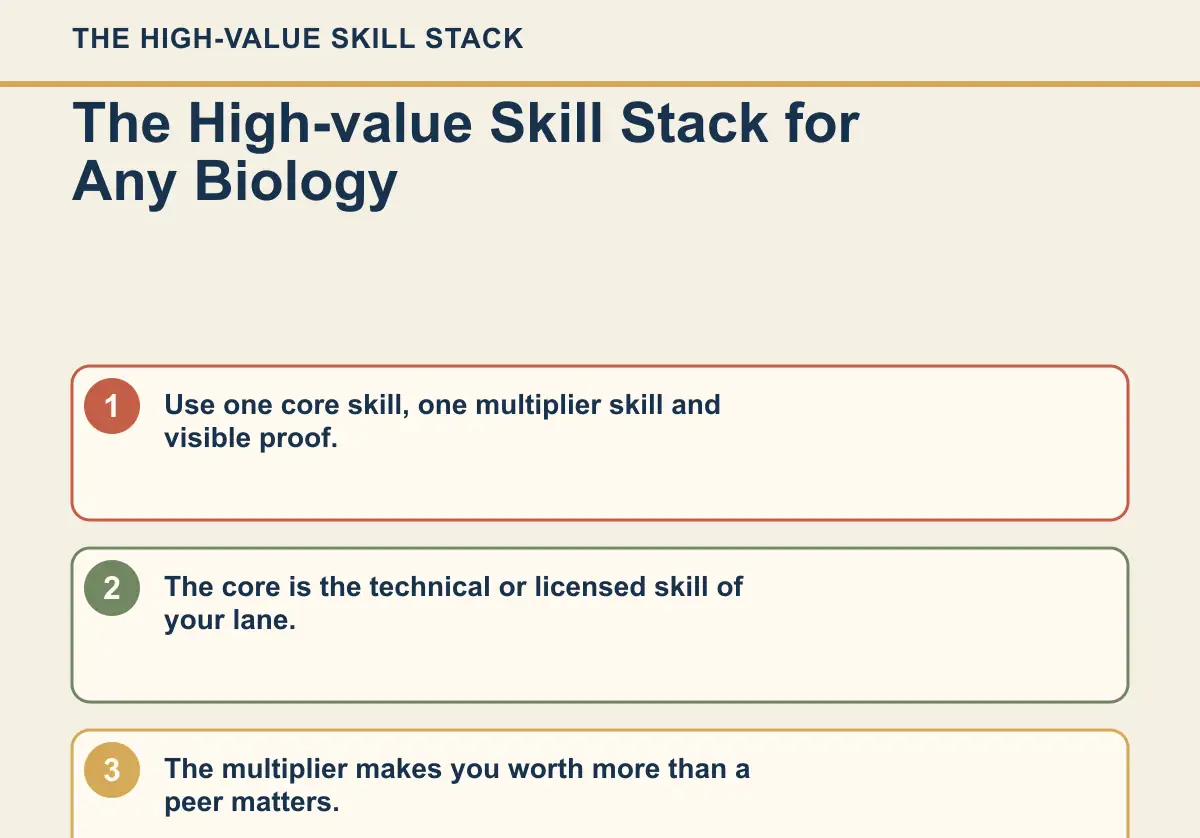 THE HIGH-VALUE SKILL STACK
The High-value Skill Stack for
Any Biology
1
Use one core skill, one multiplier skill and
visible proof.
2
The core is the technical or licensed skill of
your lane.
3
The multiplier makes you worth more than a
peer matters.